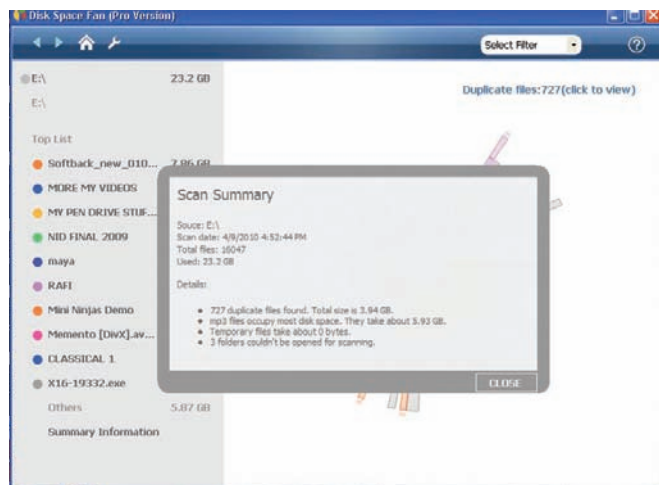 Disk Space Fan (Pro Version)
Select Filter
E:\ 23.2 GB
Duplicate files:727(click to view)
E:\
Top List
Softback_new_010... 7.86 GB
MORE MY VIDEOS
MY PEN DRIVE STUF...
NID FINAL 2009
maya
RAFI
Mini Ninjas Demo
Memento [DivX].av...
CLASSICAL 1
X16-19332.exe
Others 5.87 GB
Summary Information
Scan Summary
Souce: E:\
Scan date: 4/9/2010 4:52:44 PM
Total files: 16047
Used: 23.2 GB
Details:
727 duplicate files found. Total size is 3.94 GB.
mp3 files occupy most disk space. They take about 5.93 GB.
Temporary files take about 0 bytes.
3 folders couldn't be opened for scanning.
CLOSE